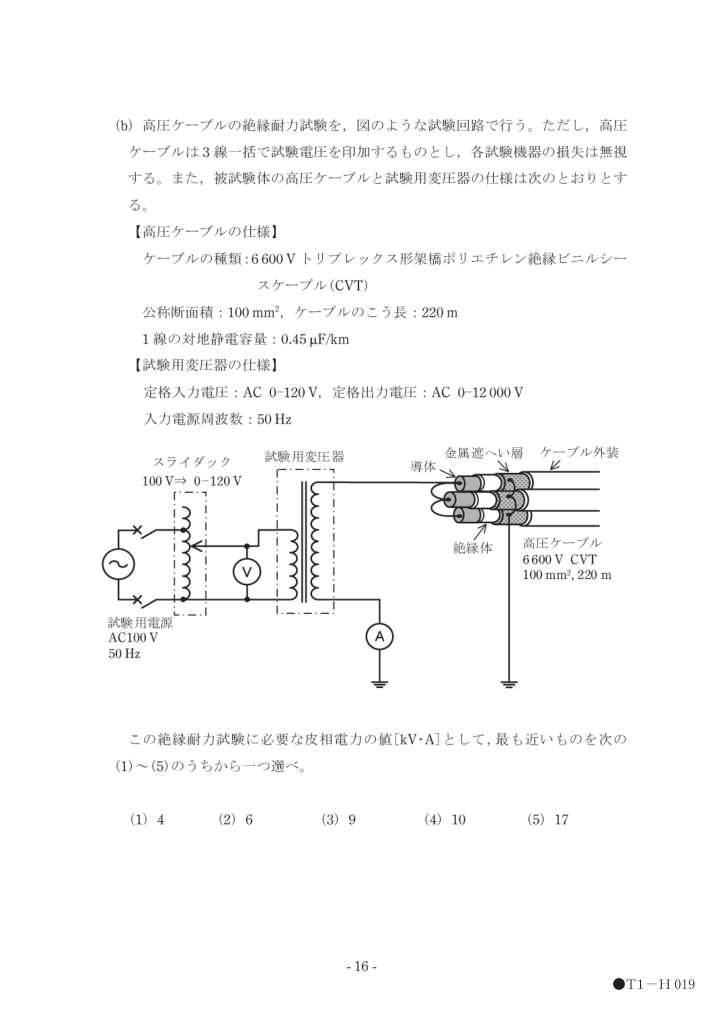 (b) 高圧ケーブルの絶縁耐力試験を，図のような試験回路で行う。ただし，高圧
ケーブルは3線一括で試験電圧を印加するものとし，各試験機器の損失は無視
する。また，被試験体の高圧ケーブルと試験用変圧器の仕様は次のとおりとす
る。
【高圧ケーブルの仕様】
ケーブルの種類：6 600 V トリプレックス形架橋ポリエチレン絶縁ビニルシー
スケーブル(CVT)
公称断面積：100 mm²，ケーブルのこう長：220 m
1 線の対地静電容量：0.45 μF/km
【試験用変圧器の仕様】
定格入力電圧：AC 0-120 V，定格出力電圧：AC 0-12 000 V
入力電源周波数：50 Hz
スライダック
100 V⇒ 0-120 V
試験用変圧器
導体
金属遮へい層
ケーブル外装
絶縁体
高圧ケーブル
6 600 V CVT
100 mm², 220 m
V
A
試験用電源
AC100 V
50 Hz
この絶縁耐力試験に必要な皮相電力の値[kV·A]として，最も近いものを次の
(1)～(5)のうちから一つ選べ。
(1) 4 (2) 6 (3) 9 (4) 10 (5) 17
- 16 -
●T1－H 019